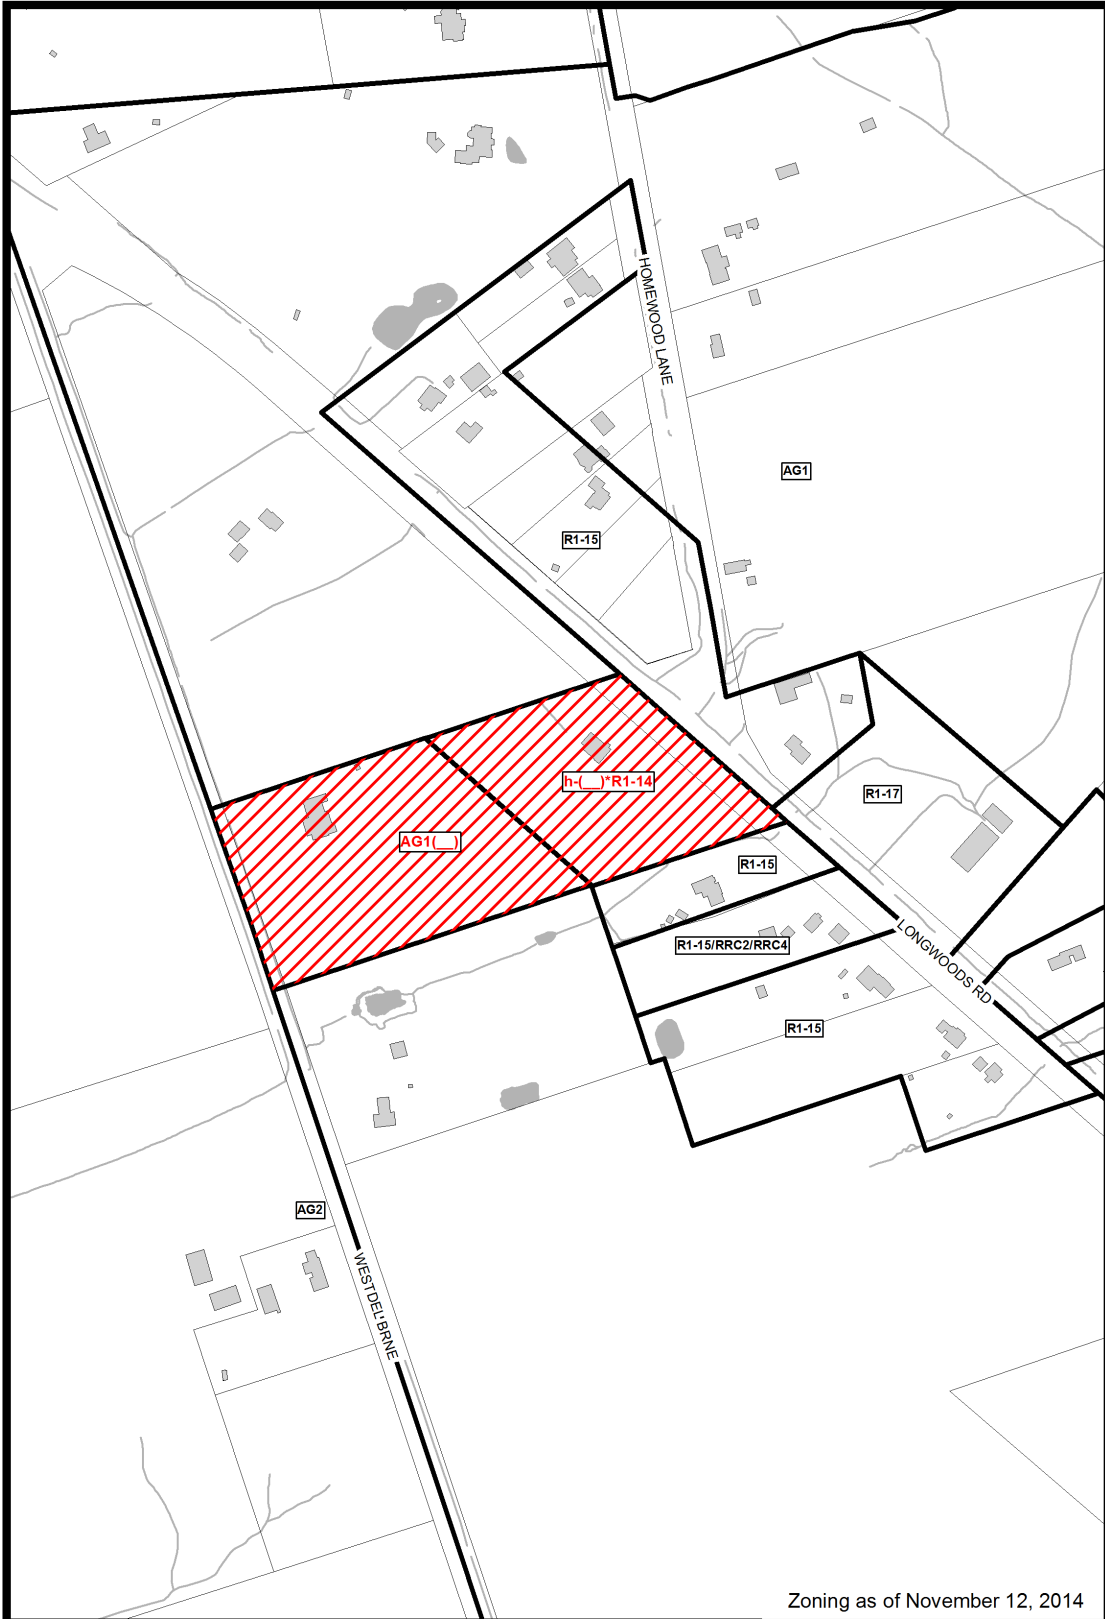 HOMEWOOD LANE
AG1
R1-15
h-(__)*R1-14
R1-17
AG1(__)
R1-15
R1-15/RRC2/RRC4
LONGWOODS RD
R1-15
AG2
WESTDEL BRNE
Zoning as of November 12, 2014